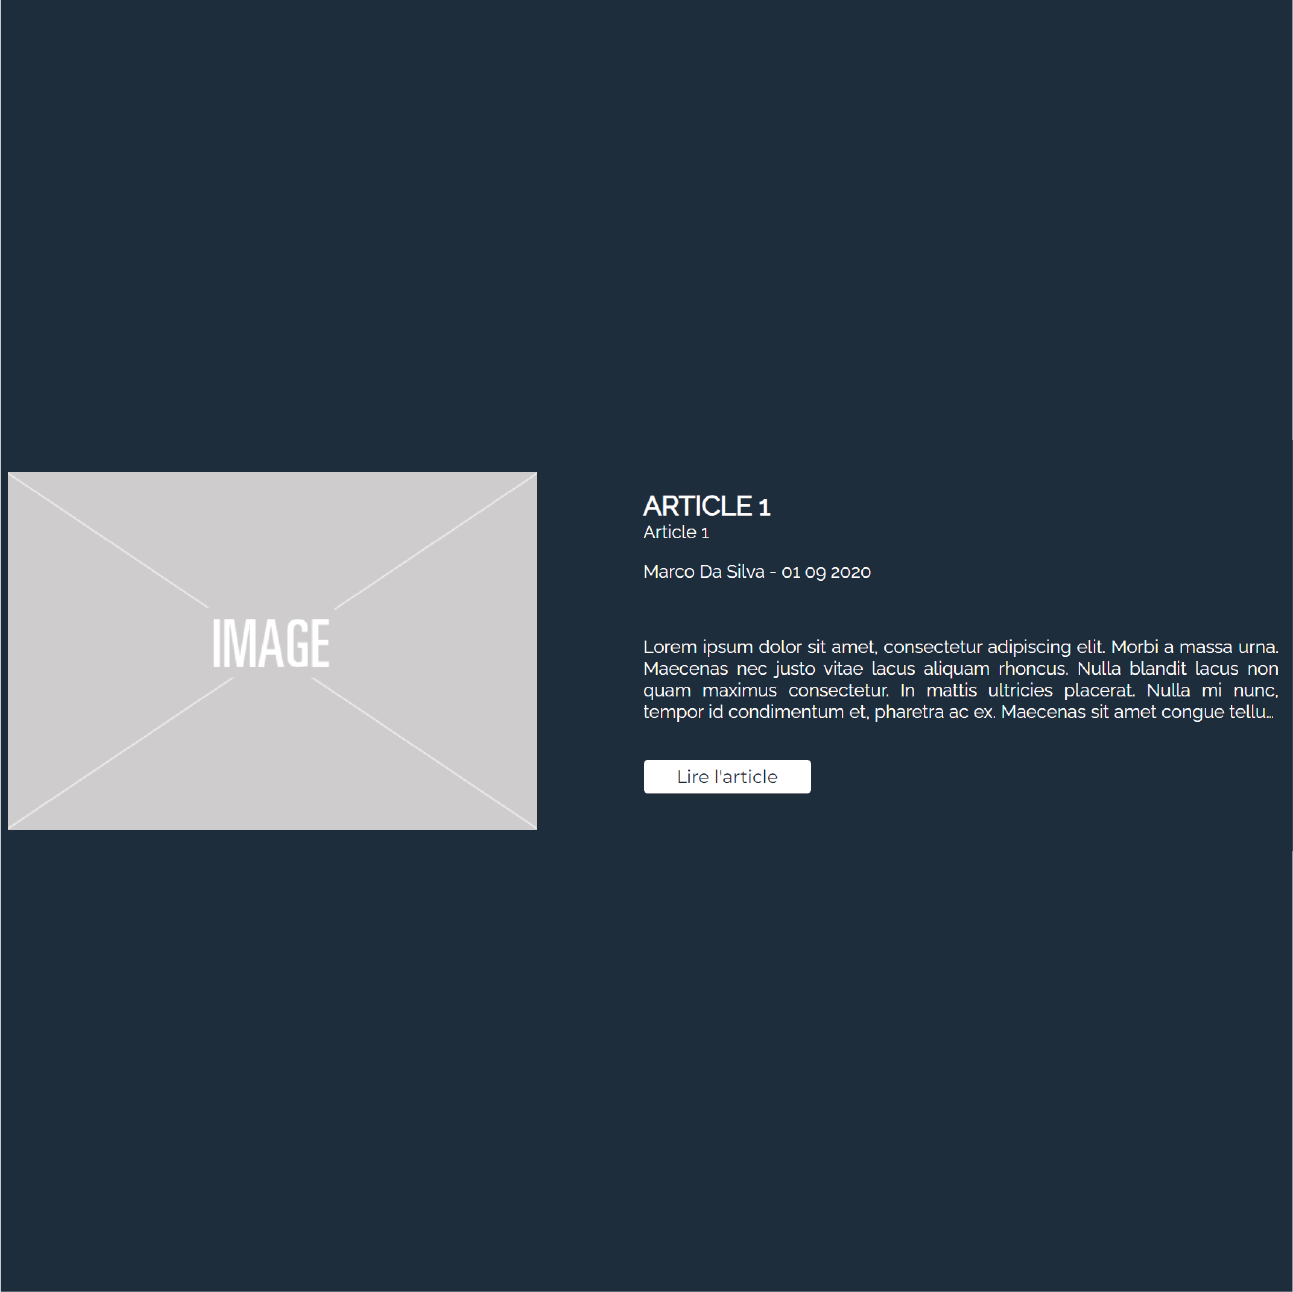 IMAGE
ARTICLE 1
Article 1
Marco Da Silva - 01 09 2020
Lorem ipsum dolor sit amet, consectetur adipiscing elit. Morbi a massa urna.
Maecenas nec justo vitae lacus aliquam rhoncus. Nulla blandit lacus non
quam maximus consectetur. In mattis ultricies placerat. Nulla mi nunc,
tempor id condimentum et, pharetra ac ex. Maecenas sit amet congue tellu...
Lire l'article